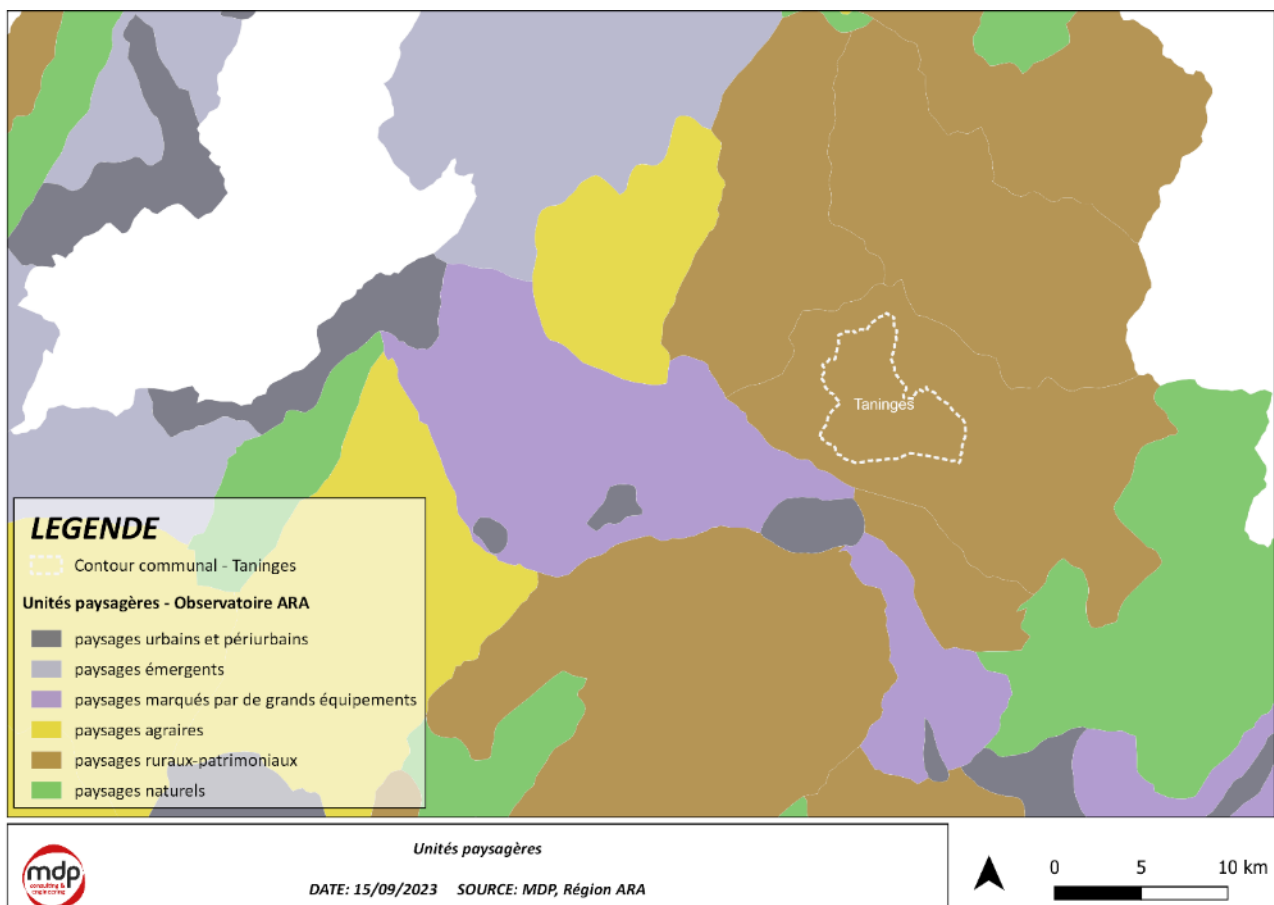 Taninges
LEGENDE
Contour communal - Taninges
Unités paysagères - Observatoire ARA
paysages urbains et périurbains
paysages émergents
paysages marqués par de grands équipements
paysages agraires
paysages ruraux-patrimoniaux
paysages naturels
mdp
consulting &
engineering
Unités paysagères
DATE: 15/09/2023 SOURCE: MDP, Région ARA
0 5 10 km